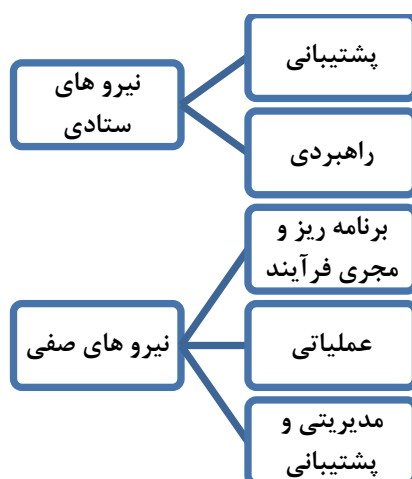 پشتیبانی
نیرو های
ستادی
راهبردی
برنامه ریز و
مجری فرآیند
نیرو های صفی
عملیاتی
مدیریتی و
پشتیبانی